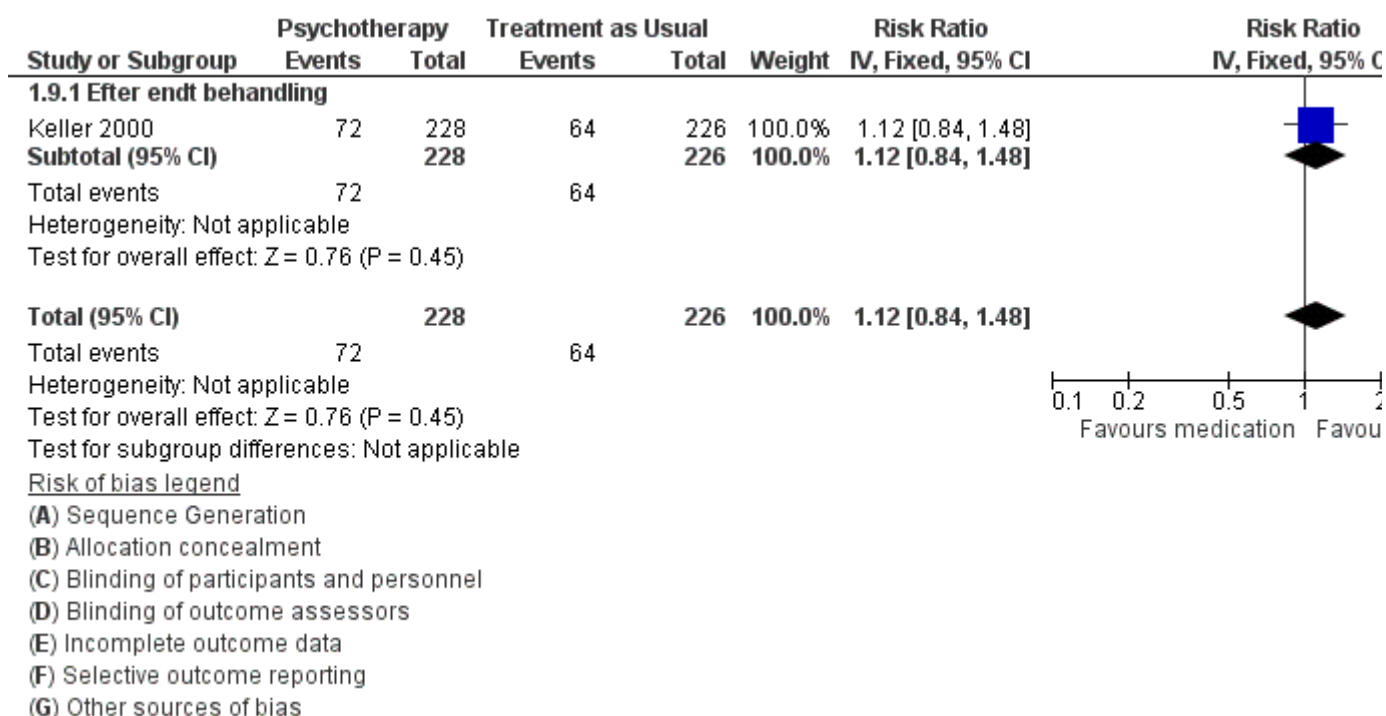 Psychotherapy Treatment as Usual Risk Ratio Risk Ratio
Study or Subgroup Events Total Events Total Weight IV, Fixed, 95% CI IV, Fixed, 95% C
1.9.1 Efter endt behandling
Keller 2000 72 228 64 226 100.0% 1.12 [0.84, 1.48]
Subtotal (95% CI) 228 226 100.0% 1.12 [0.84, 1.48]
Total events 72 64
Heterogeneity: Not applicable
Test for overall effect: Z = 0.76 (P = 0.45)
Total (95% CI) 228 226 100.0% 1.12 [0.84, 1.48]
Total events 72 64
Heterogeneity: Not applicable
Test for overall effect: Z = 0.76 (P = 0.45)
Test for subgroup differences: Not applicable
0.1 0.2 0.5 1 2
Favours medication Favou
Risk of bias legend
(A) Sequence Generation
(B) Allocation concealment
(C) Blinding of participants and personnel
(D) Blinding of outcome assessors
(E) Incomplete outcome data
(F) Selective outcome reporting
(G) Other sources of bias